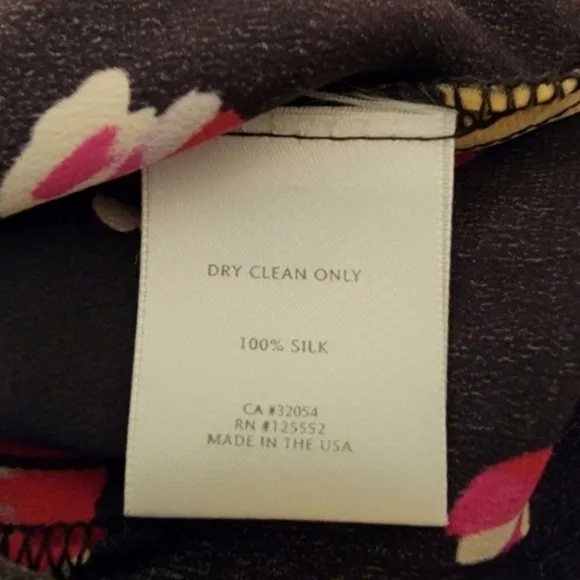 DRY CLEAN ONLY
100% SILK
CA #32054
RN #125552
MADE IN THE USA